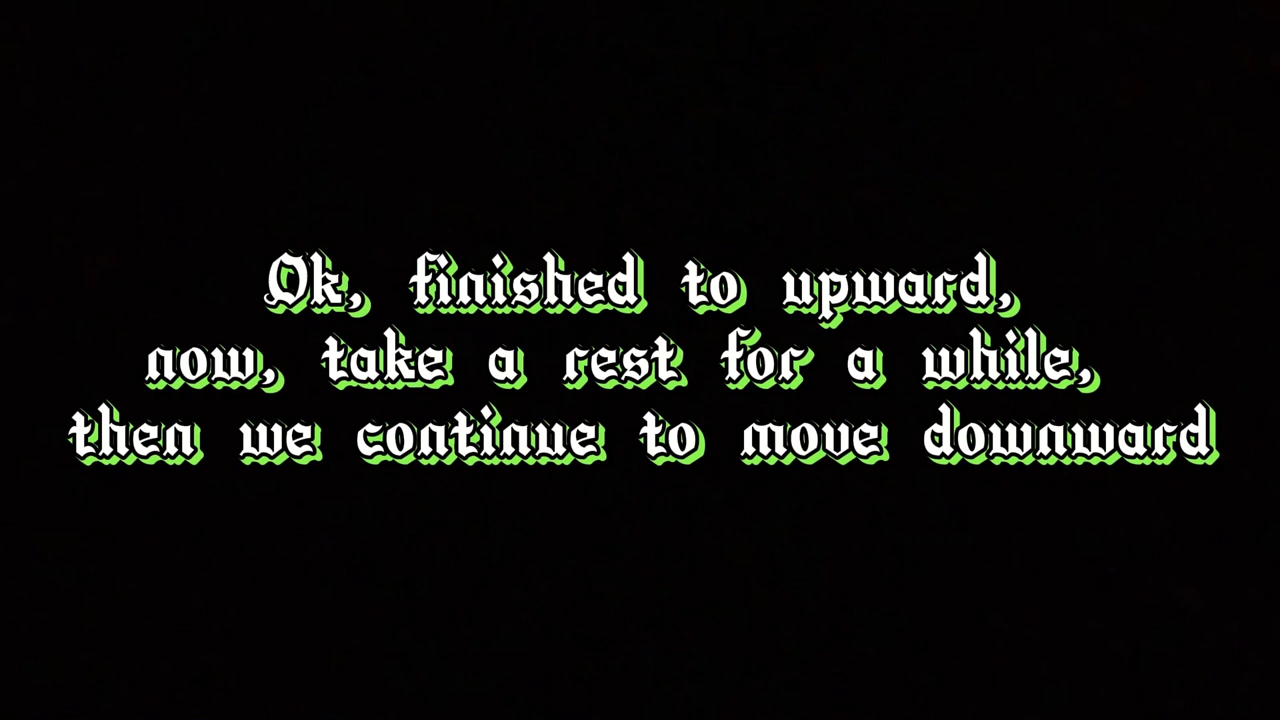 Ok, finished to upward,
now, take a rest for a while,
then we continue to move downward